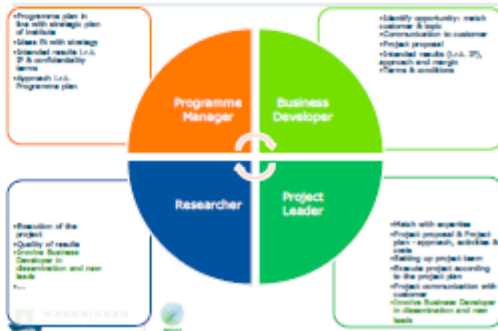 •Programme plan in
line with strategic plan
of institute
•Ideas fit with strategy
•Intended results i.r.t.
IP & confidentiality
terms
•Approach i.r.t.
Programme plan
•Identify opportunity: match
customer & topic
•Communication to customer
•Project proposal
•Intended results (i.r.t. IP),
approach and margin
•Terms & conditions
Programme
Manager
Business
Developer
Researcher
Project
Leader
•Execution of the
project
•Quality of results
•Involve Business
Developer in
dissemination and new
leads
•...
•Match with expertise
•Project proposal & Project
plan - approach, activities &
costs
•Setting up project team
•Execute project according
to the project plan
•Project communication with
customer
•Involve Business Developer
in dissemination and new
leads
WAGENINGEN